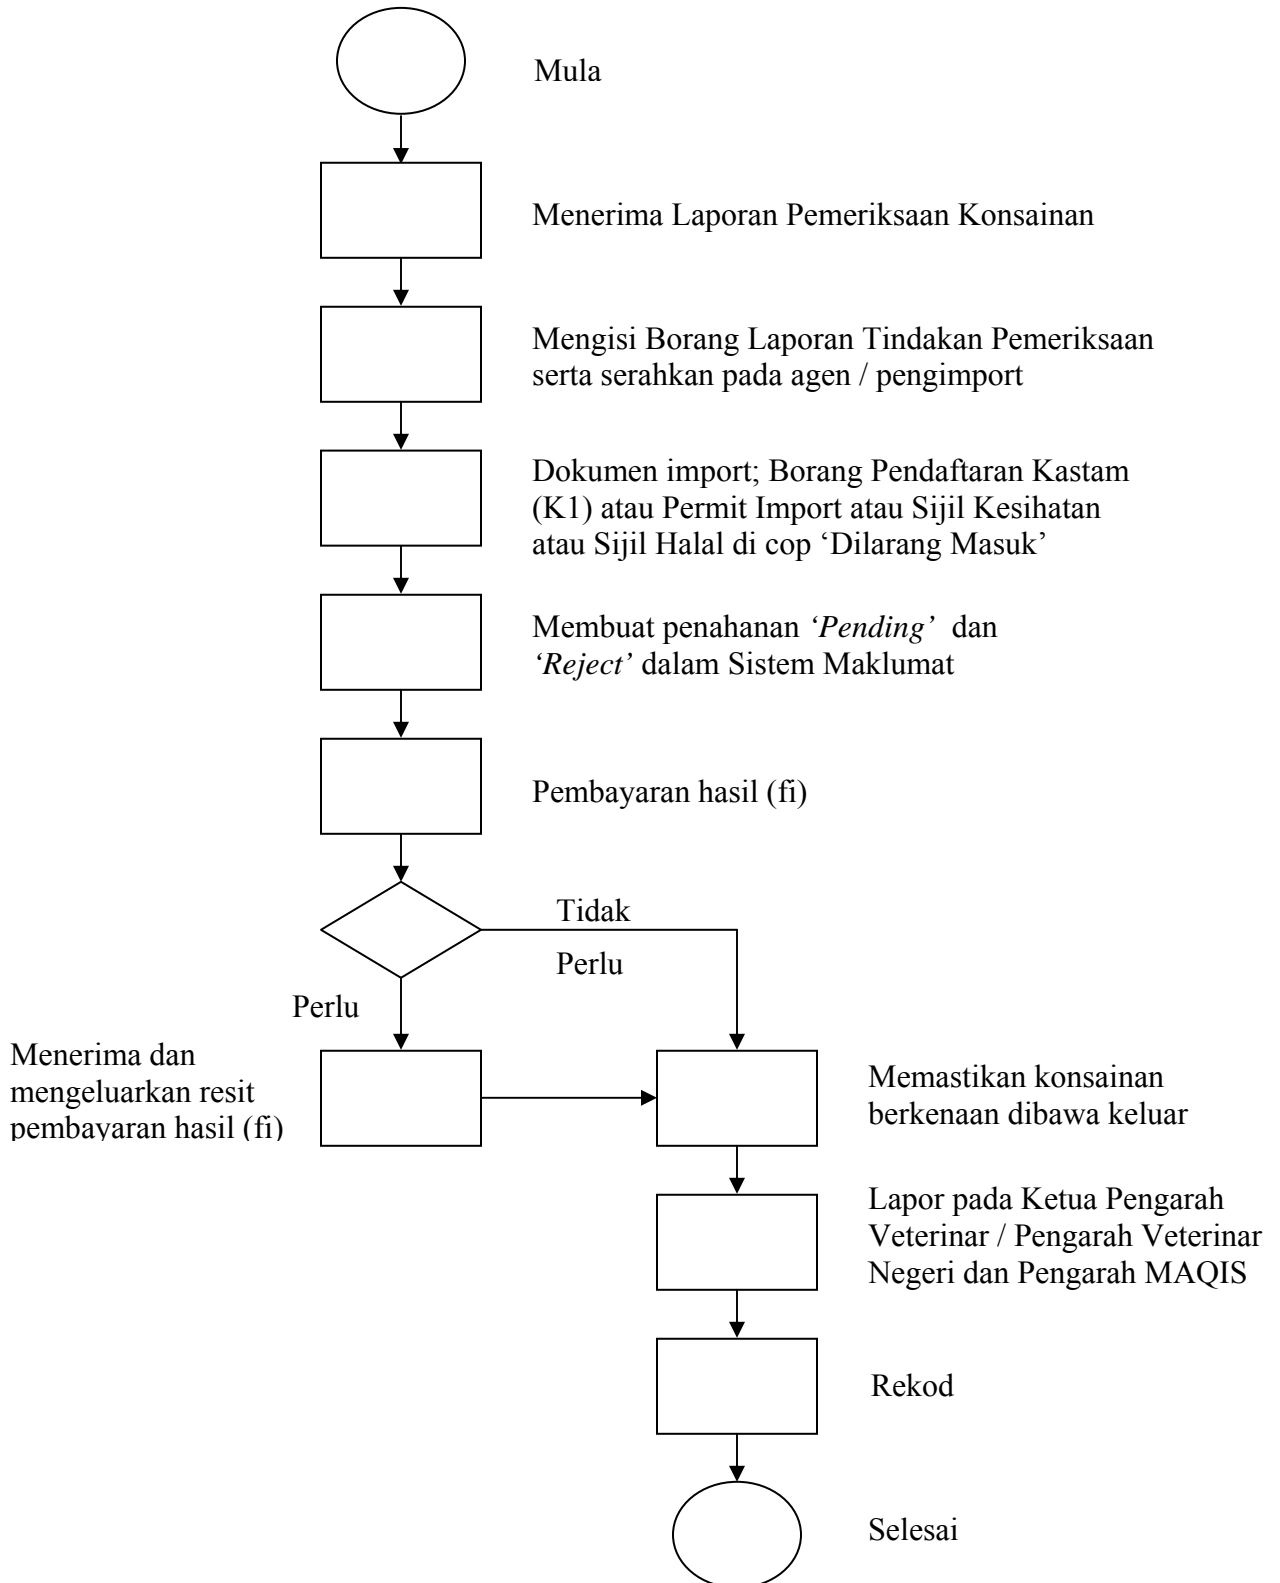 Mula
Menerima Laporan Pemeriksaan Konsainan
Mengisi Borang Laporan Tindakan Pemeriksaan
serta serahkan pada agen / pengimport
Dokumen import; Borang Pendaftaran Kastam
(K1) atau Permit Import atau Sijil Kesihatan
atau Sijil Halal di cop ‘Dilarang Masuk’
Membuat penahanan ‘Pending’ dan
‘Reject’ dalam Sistem Maklumat
Pembayaran hasil (fi)
Tidak
Perlu
Perlu
Menerima dan
mengeluarkan resit
pembayaran hasil (fi)
Memastikan konsainan
berkenaan dibawa keluar
Lapor pada Ketua Pengarah
Veterinar / Pengarah Veterinar
Negeri dan Pengarah MAQIS
Rekod
Selesai